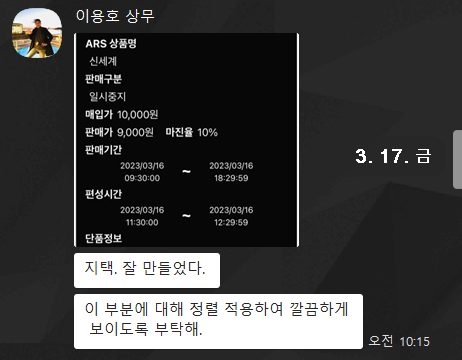 이용호 상무
ARS 상품명
신세계
판매구분
일시중지
매입가 10,000원
판매가 9,000원 마진율 10%
판매기간
2023/03/16 ~ 2023/03/16
09:30:00 18:29:59
편성시간
2023/03/16 ~ 2023/03/16
11:30:00 12:29:59
단품정보
3. 17. 금
지택. 잘 만들었다.
이 부분에 대해 정렬 적용하여 깔끔하게
보이도록 부탁해.
오전 10:15